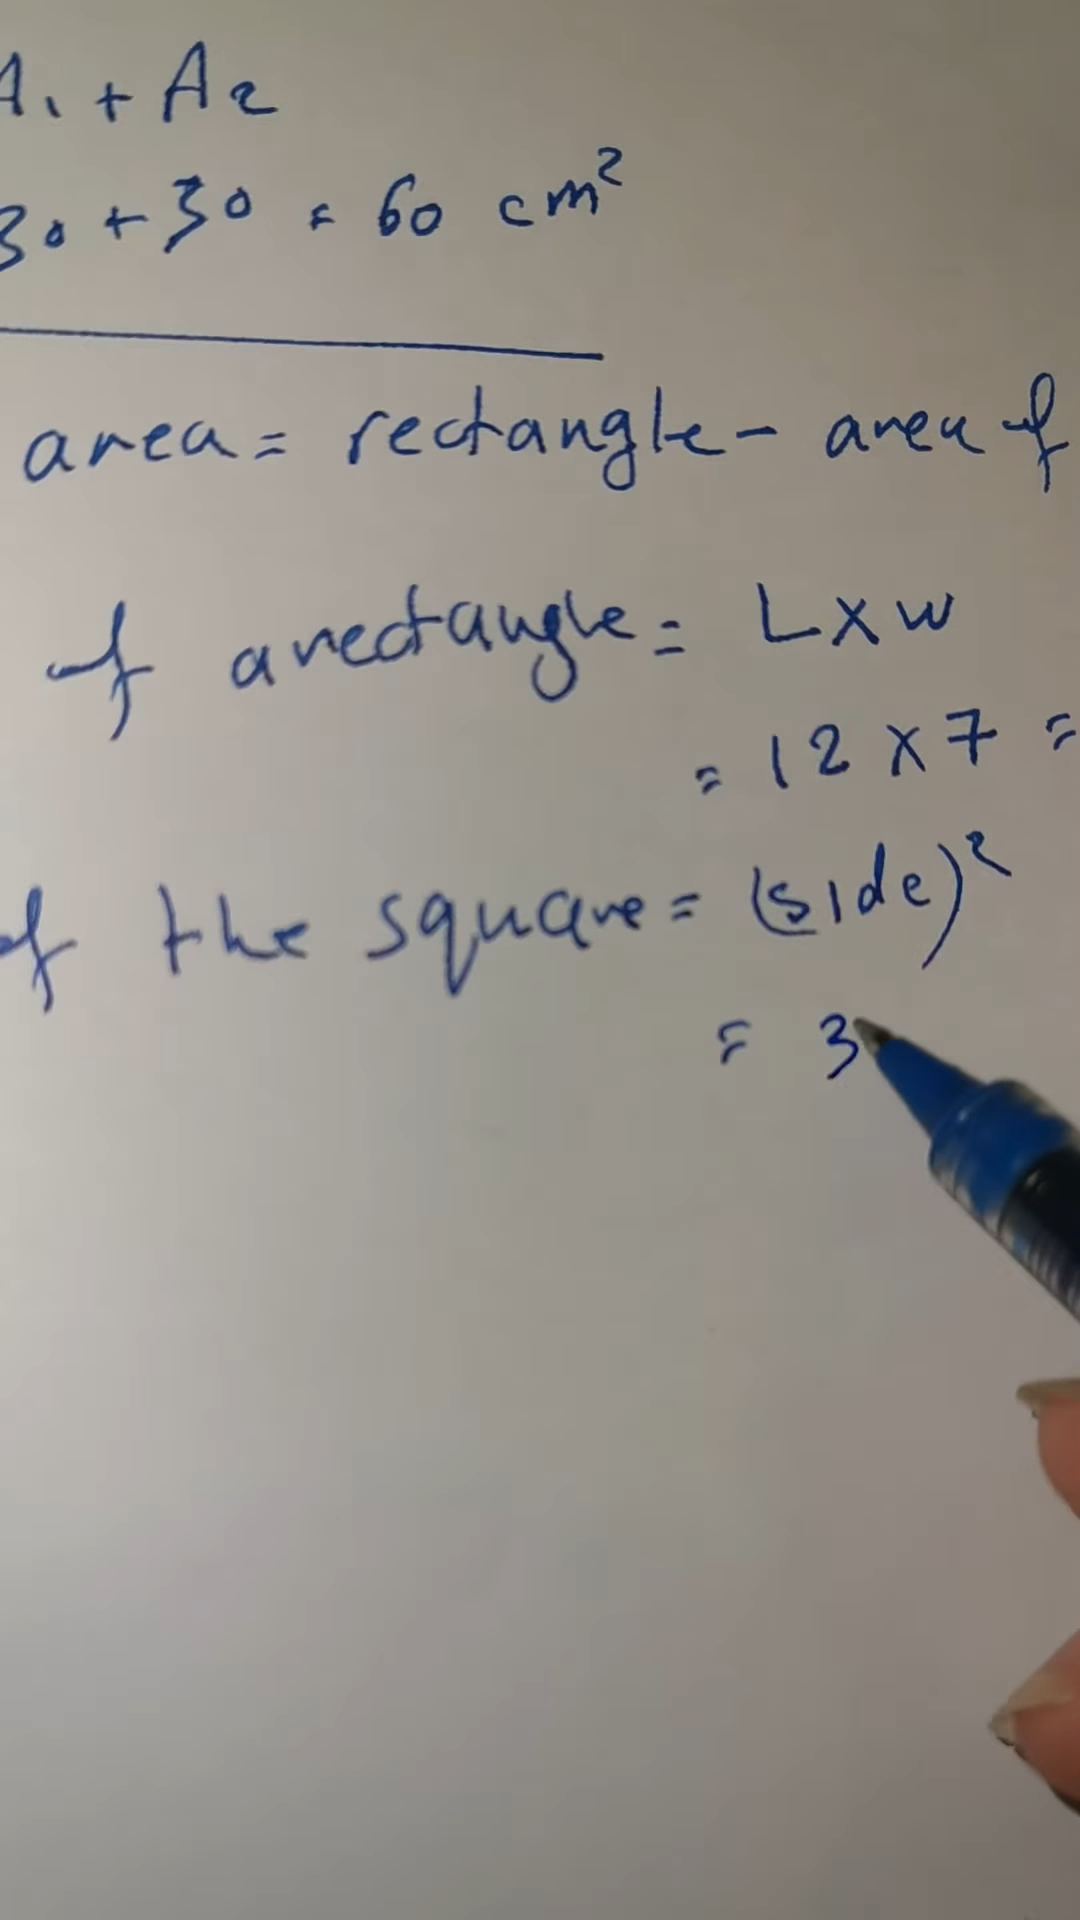 A₁ + A₂
30 + 30 = 60 cm²
area = rectangle - area of
of a rectangle = L x w
= 12 x 7 =
of the square = (side)²
= 3